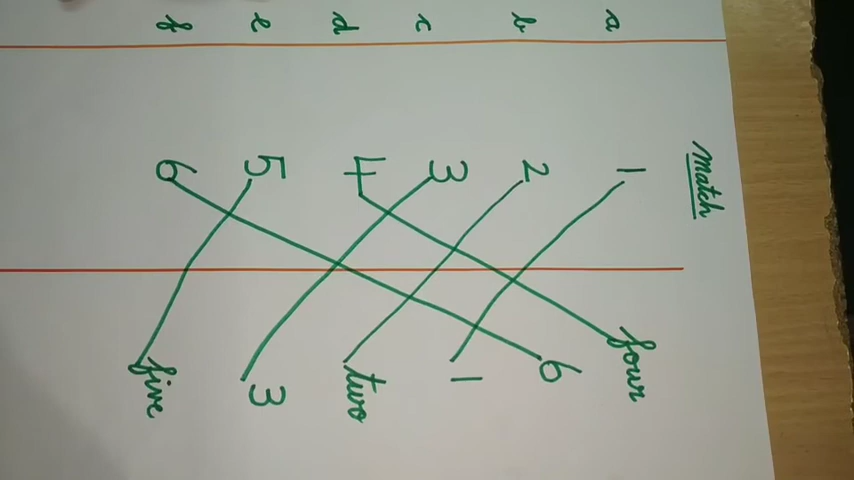 Match
a 1 four
b 2 6
c 3 1
d 4 two
e 5 3
f 6 five